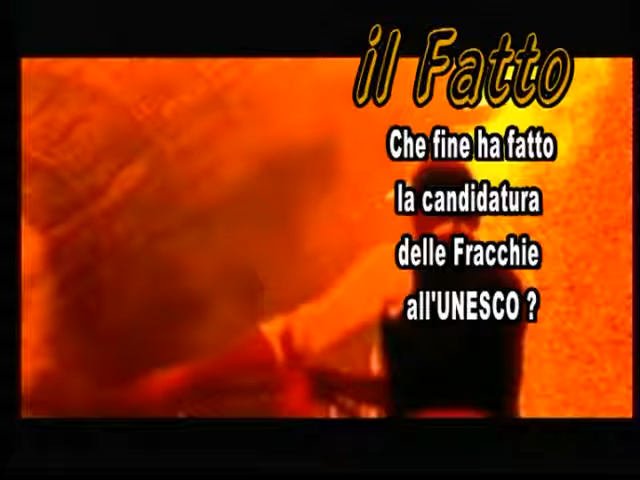 il Fatto
Che fine ha fatto
la candidatura
delle Fracchie
all'UNESCO ?